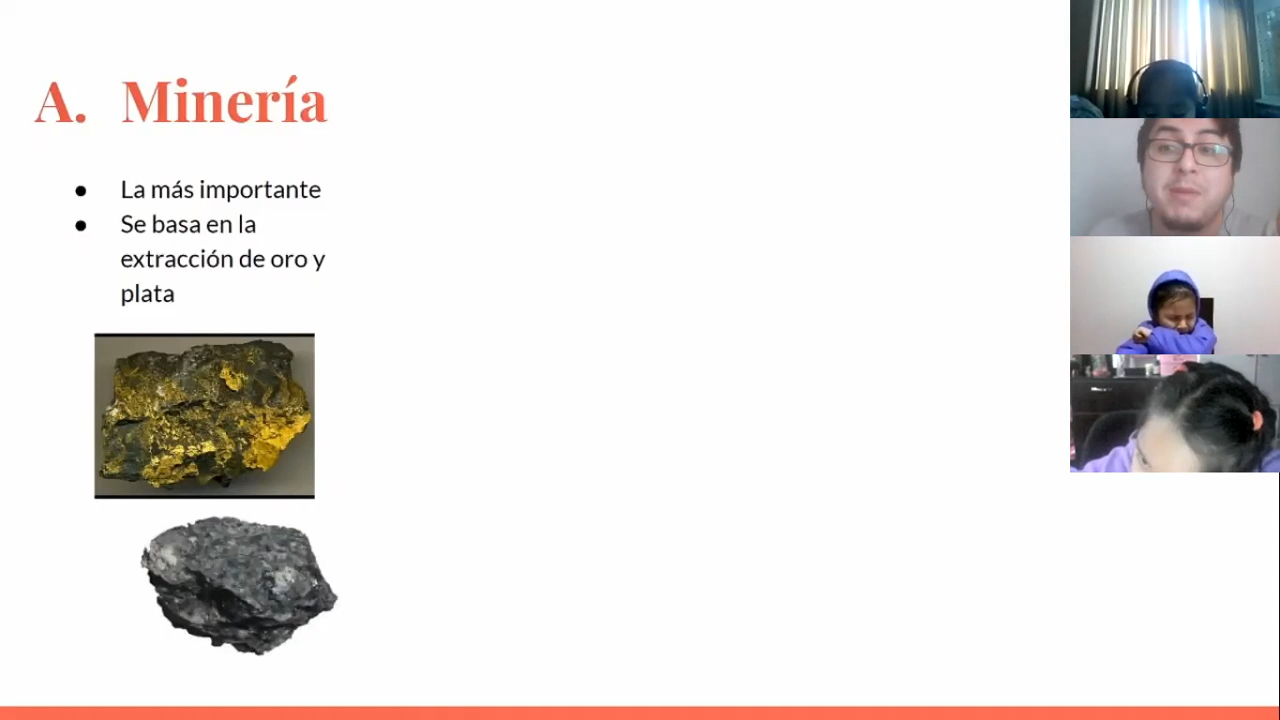 A. Minería
● La más importante
● Se basa en la
extracción de oro y
plata